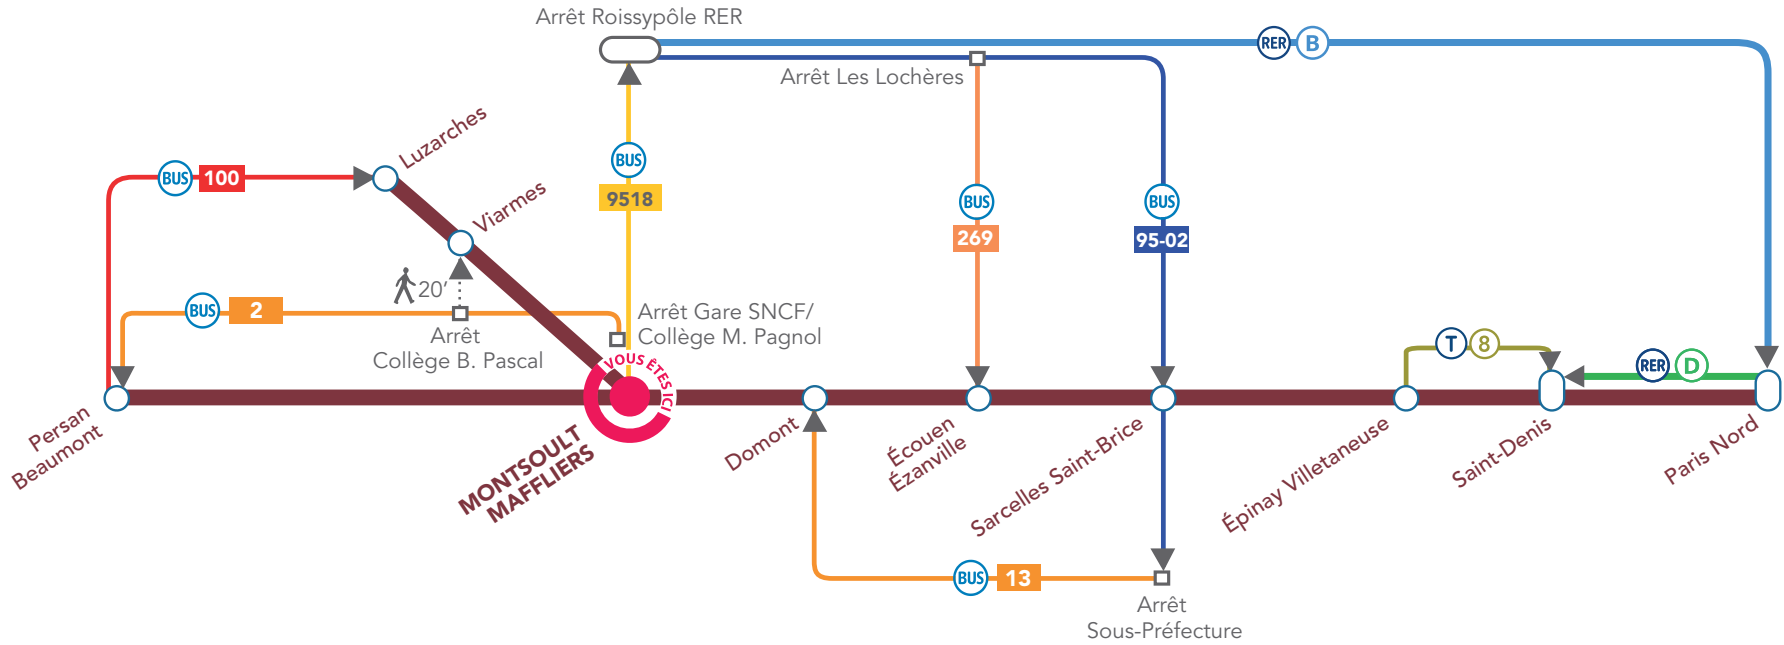 Arrêt Roissypôle RER
RER B
Arrêt Les Lochères
Luzarches
BUS 100
Viarmes
BUS
9518
BUS
269
BUS
95-02
20'
BUS 2
Arrêt
Collège B. Pascal
Arrêt Gare SNCF/
Collège M. Pagnol
VOUS ÊTES ICI
T 8
RER D
Persan
Beaumont
MONTSOULT
MAFFLIERS
Domont
Écouen
Ézanville
Sarcelles Saint-Brice
Épinay Villetaneuse
Saint-Denis
Paris Nord
BUS 13
Arrêt
Sous-Préfecture